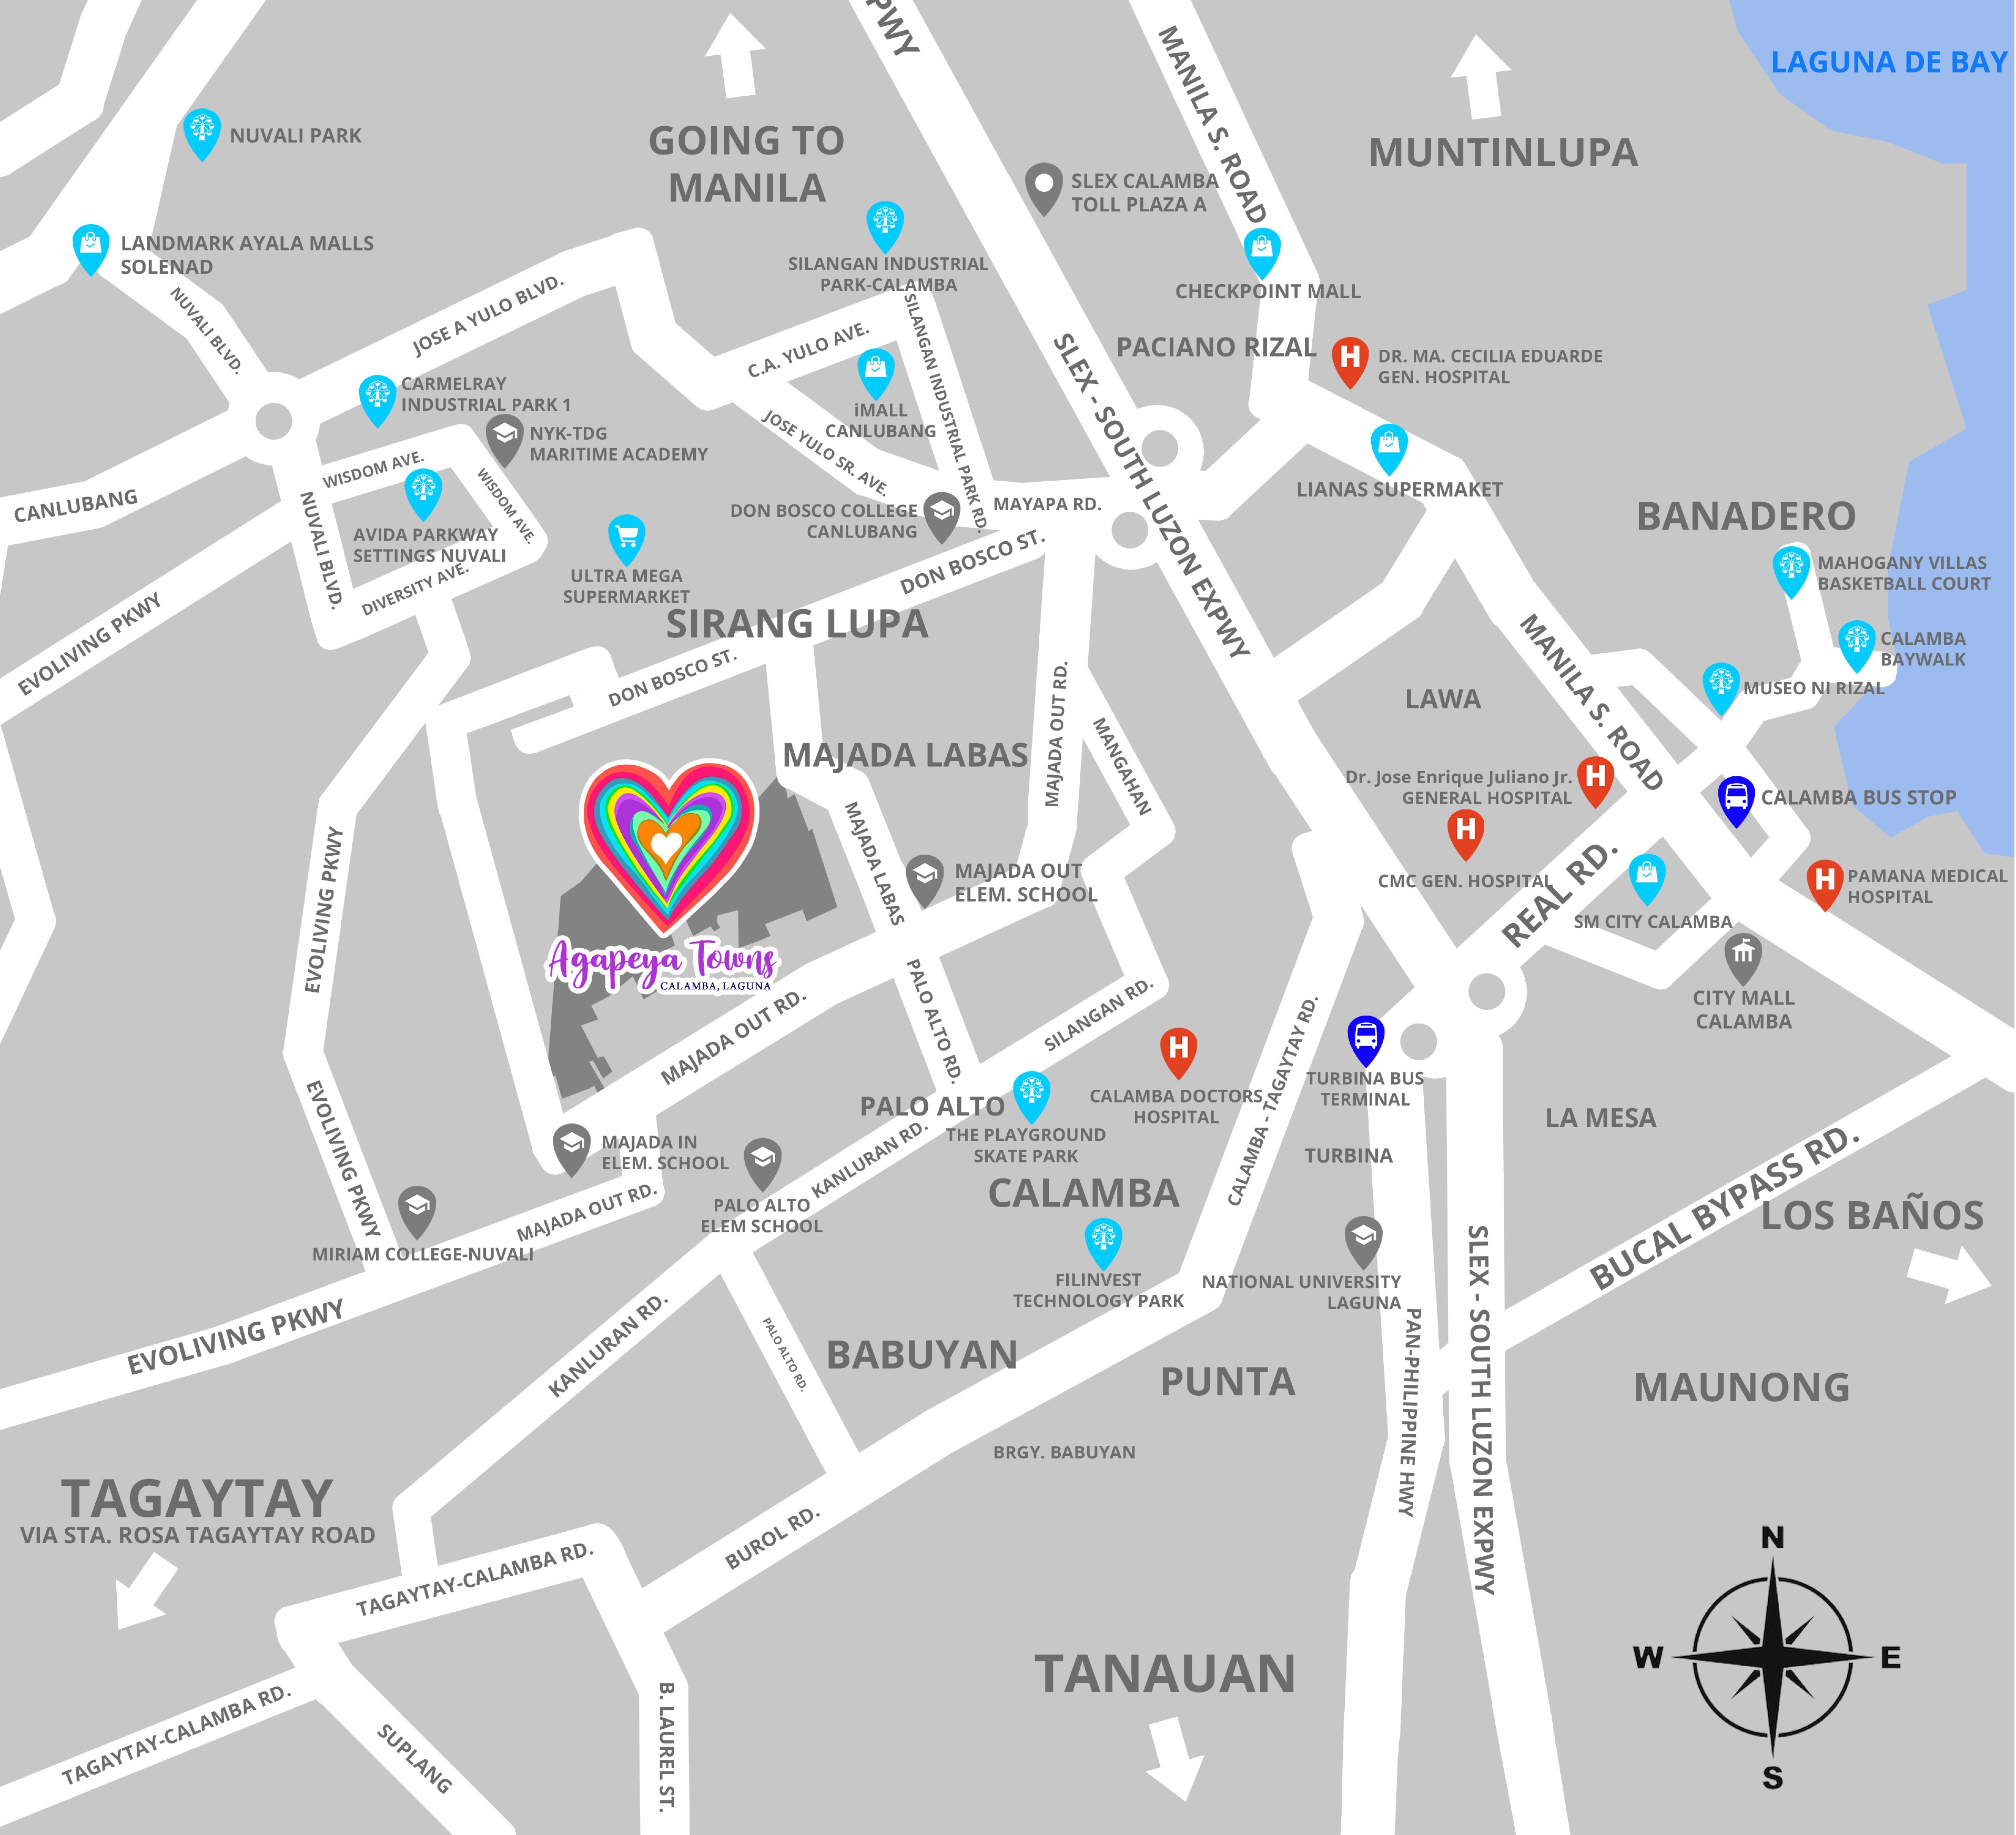 PWY
MANILA S. ROAD
LAGUNA DE BAY
NUVALI PARK
GOING TO
MANILA
MUNTINLUPA
SLEX CALAMBA
TOLL PLAZA A
LANDMARK AYALA MALLS
SOLENAD
SILANGAN INDUSTRIAL
PARK-CALAMBA
CHECKPOINT MALL
NUVALI BLVD.
JOSE A YULO BLVD.
C.A. YULO AVE.
SILANGAN INDUSTRIAL PARK RD.
SLEX - SOUTH LUZON EXPWY
PACIANO RIZAL
DR. MA. CECILIA EDUARDE
GEN. HOSPITAL
CARMELRAY
INDUSTRIAL PARK 1
iMALL
CANLUBANG
JOSE YULO SR. AVE.
NYK-TDG
MARITIME ACADEMY
WISDOM AVE.
WISDOM AVE.
LIANAS SUPERMAKET
CANLUBANG
NUVALI BLVD.
DON BOSCO COLLEGE
CANLUBANG
MAYAPA RD.
BANADERO
AVIDA PARKWAY
SETTINGS NUVALI
DIVERSITY AVE.
ULTRA MEGA
SUPERMARKET
DON BOSCO ST.
MAHOGANY VILLAS
BASKETBALL COURT
EVOLIVING PKWY
SIRANG LUPA
MANILA S. ROAD
CALAMBA
BAYWALK
DON BOSCO ST.
MAJADA OUT RD.
LAWA
MUSEO NI RIZAL
MAJADA LABAS
MANGAHAN
Dr. Jose Enrique Juliano Jr.
GENERAL HOSPITAL
CALAMBA BUS STOP
EVOLIVING PKWY
MAJADA LABAS
MAJADA OUT
ELEM. SCHOOL
CMC GEN. HOSPITAL
REAL RD.
SM CITY CALAMBA
PAMANA MEDICAL
HOSPITAL
Agapeya Towns
CALAMBA, LAGUNA
PALO ALTO RD.
SILANGAN RD.
CITY MALL
CALAMBA
MAJADA OUT RD.
CALAMBA - TAGAYTAY RD.
EVOLIVING PKWY
PALO ALTO
THE PLAYGROUND
SKATE PARK
CALAMBA DOCTORS
HOSPITAL
TURBINA BUS
TERMINAL
LA MESA
MAJADA IN
ELEM. SCHOOL
KANLURAN RD.
TURBINA
BUCAL BYPASS RD.
MAJADA OUT RD.
PALO ALTO
ELEM SCHOOL
CALAMBA
LOS BAÑOS
MIRIAM COLLEGE-NUVALI
FILINVEST
TECHNOLOGY PARK
NATIONAL UNIVERSITY
LAGUNA
SLEX - SOUTH LUZON EXPWY
EVOLIVING PKWY
KANLURAN RD.
PALO ALTO RD.
BABUYAN
PUNTA
PAN-PHILIPPINE HWY
MAUNONG
BRGY. BABUYAN
TAGAYTAY
VIA STA. ROSA TAGAYTAY ROAD
BUROL RD.
TAGAYTAY-CALAMBA RD.
N
W
E
S
TANAUAN
TAGAYTAY-CALAMBA RD.
SUPLANG
B. LAUREL ST.